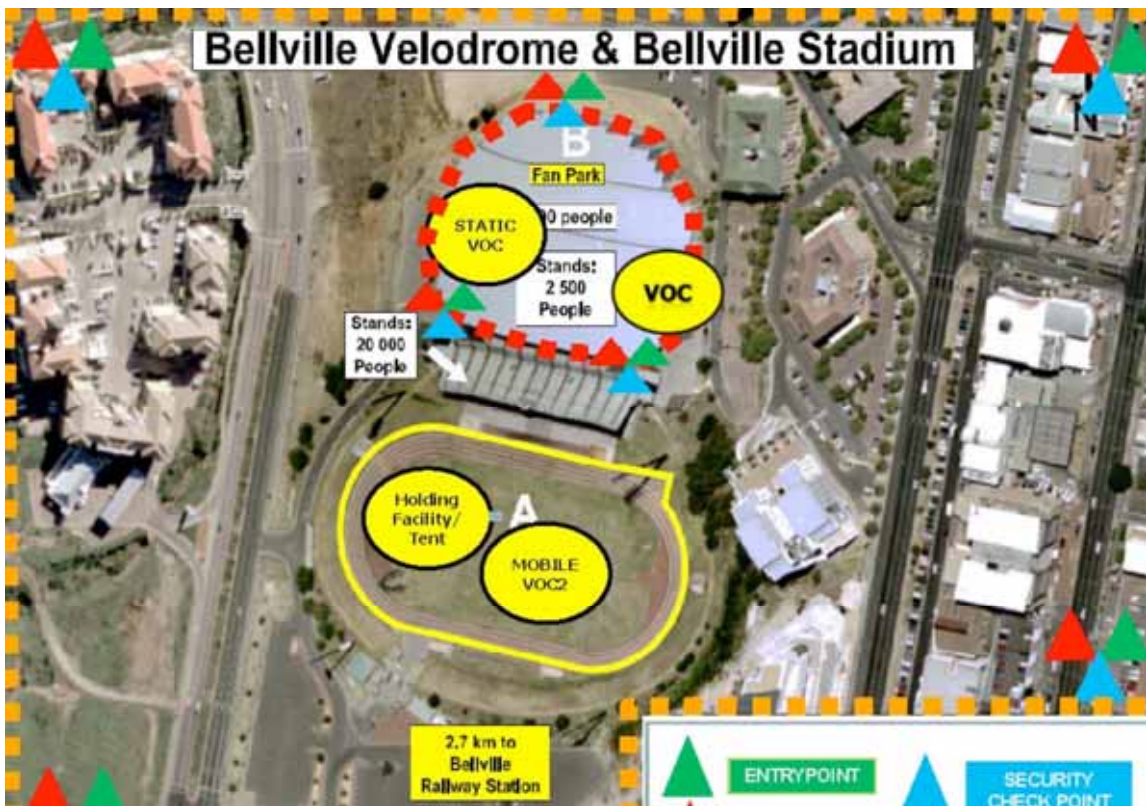 Bellville Velodrome & Bellville Stadium
B
Fan Park
STATIC
VOC
people
Stands:
2 500
People
VOC
Stands:
20 000
People
Holding
Facility/
Tent
A
MOBILE
VOC2
2,7 km to
Bellville
Railway Station
ENTRYPOINT
SECURITY
CHECK POINT